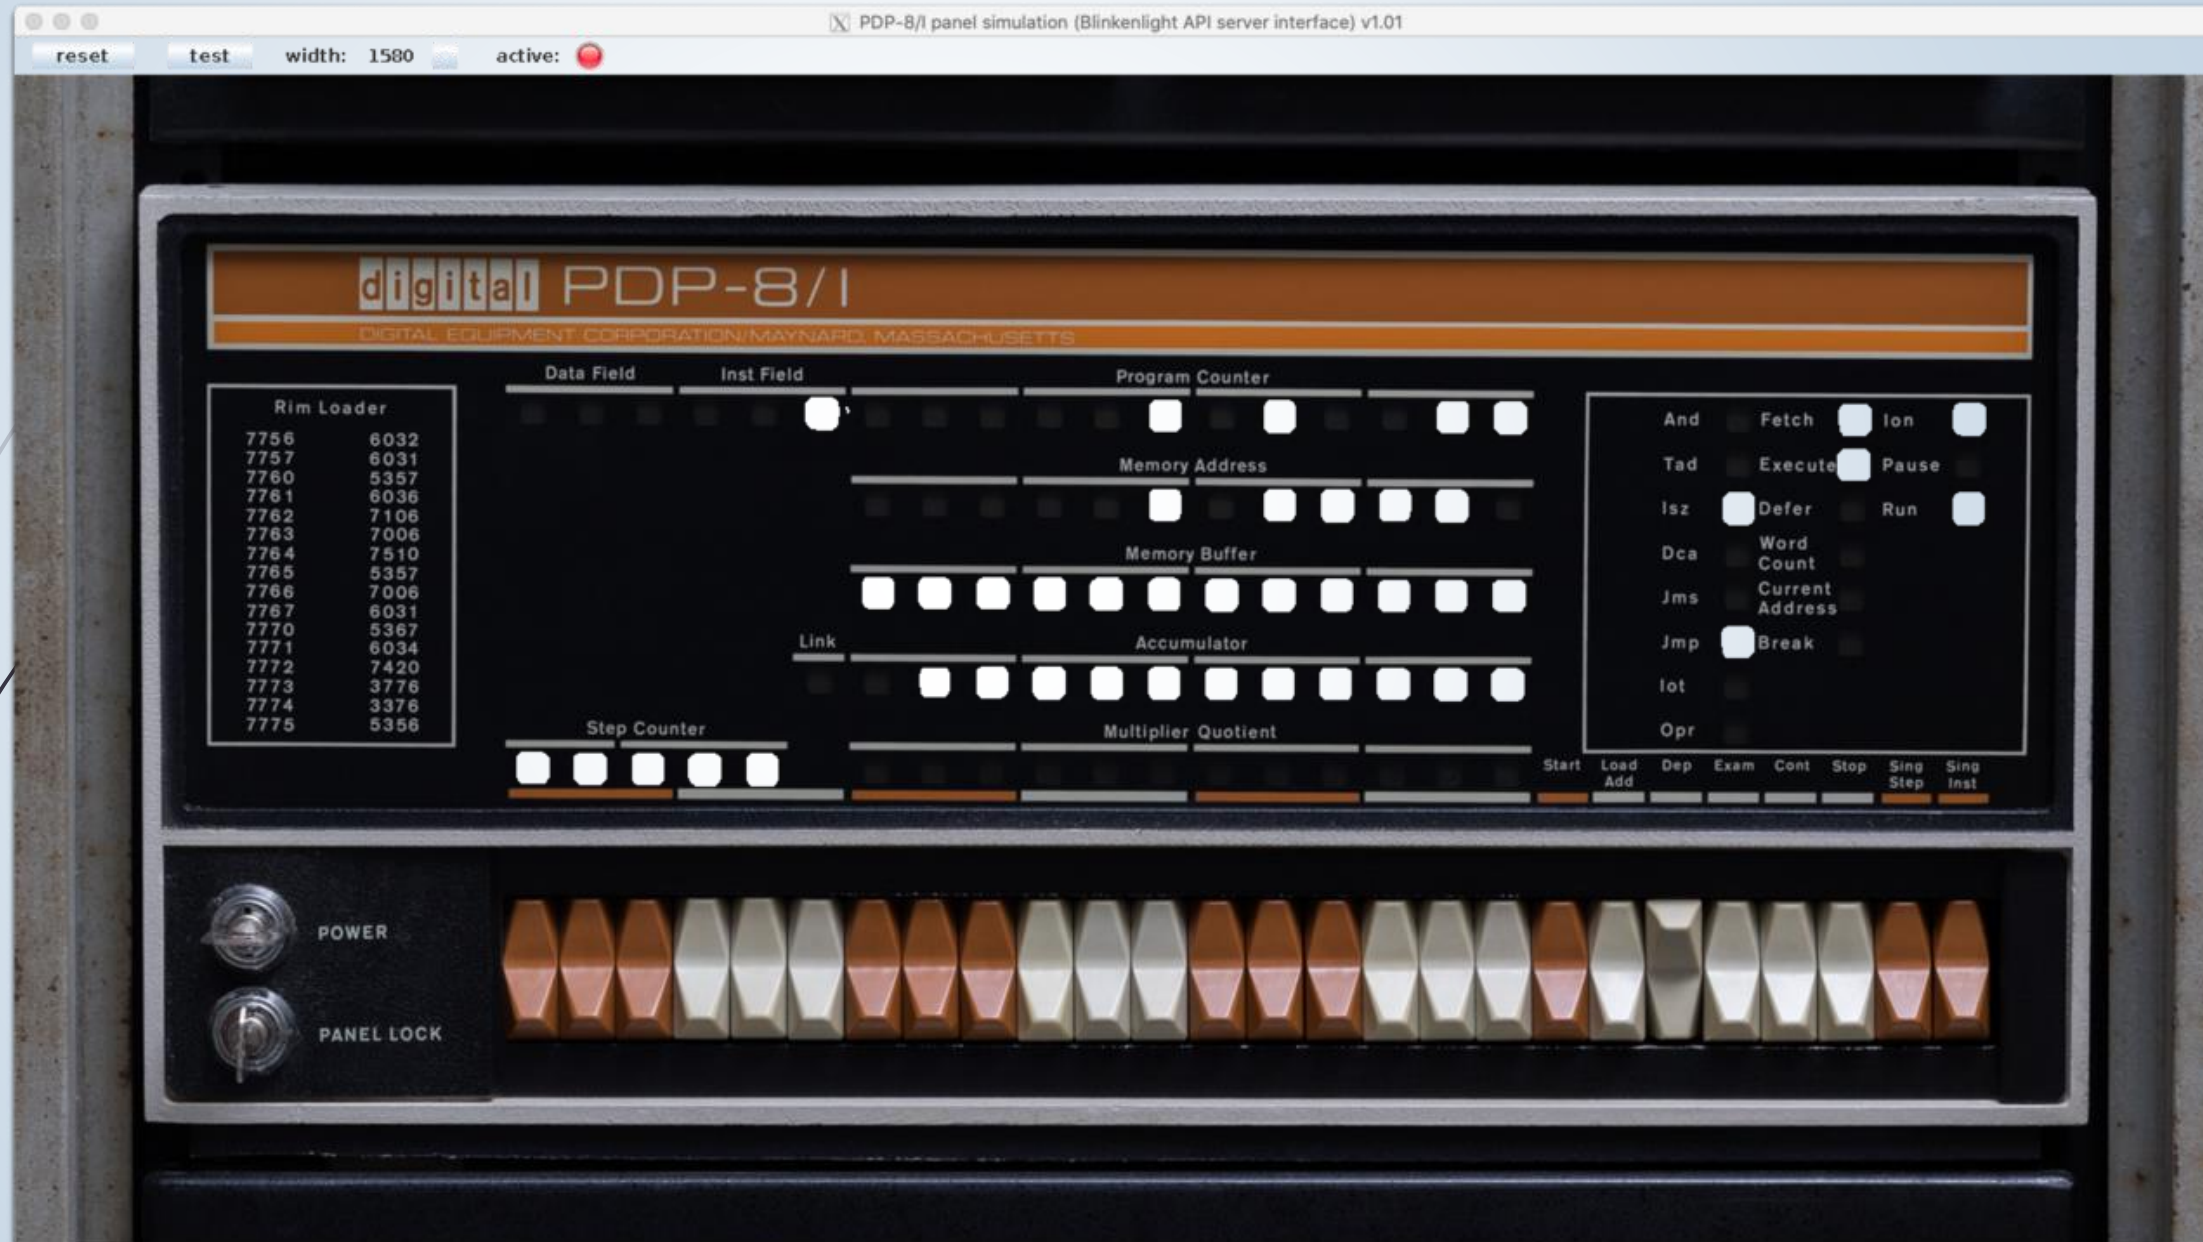 PDP-8/I panel simulation (Blinkenlight API server interface) v1.01
reset test width: 1580 active:
digital PDP-8/I
DIGITAL EQUIPMENT CORPORATION/MAYNARD, MASSACHUSETTS
Data Field Inst Field Program Counter
Rim Loader
7756 6032
7757 6031
7760 5357
7761 6036
7762 7106
7763 7006
7764 7510
7765 5357
7766 7006
7767 6031
7770 5367
7771 6034
7772 7420
7773 3776
7774 3376
7775 5356
Memory Address
Memory Buffer
Link Accumulator
Step Counter Multiplier Quotient
And Fetch Ion
Tad Execute Pause
Isz Defer Run
Dca Word
Count
Jms Current
Address
Jmp Break
Iot
Opr
Start Load Dep Exam Cont Stop Sing Sing
Add Step Inst
POWER
PANEL LOCK